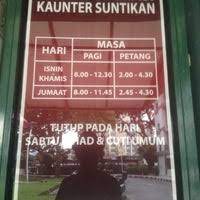 KAUNTER SUNTIKAN
HARI MASA
PAGI PETANG
ISNIN - KHAMIS 8.00 - 12.30 2.00 - 4.30
JUMAAT 8.00 - 11.45 2.45 - 4.30
TUTUP PADA HARI
SABTU, AHAD & CUTI UMUM